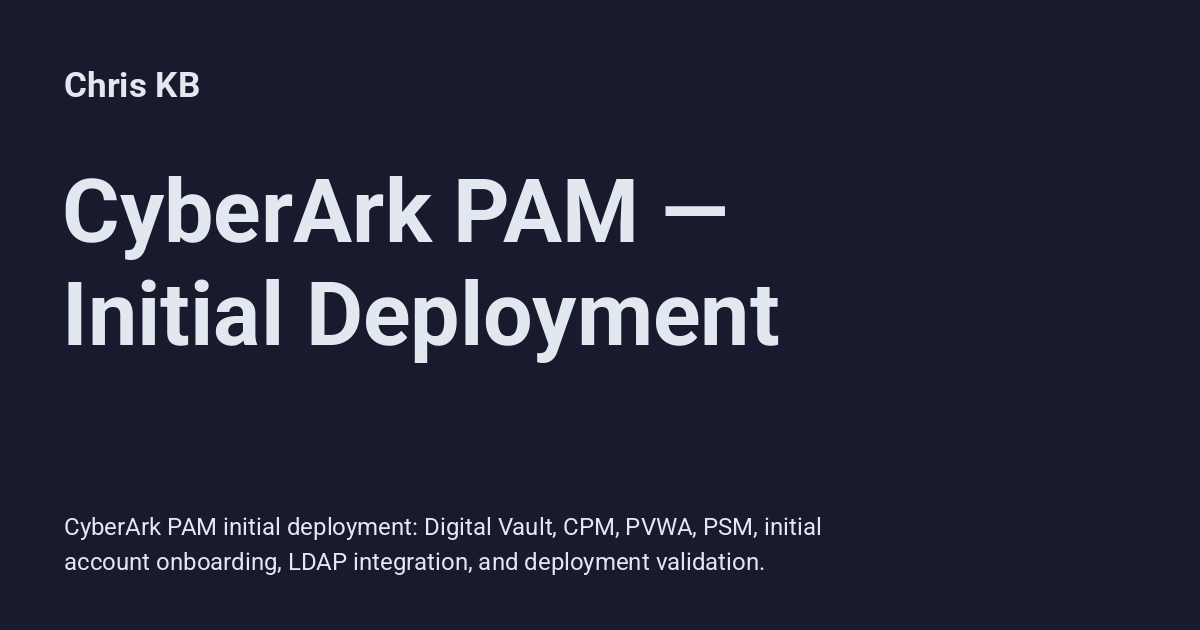 Chris KB
CyberArk PAM —
Initial Deployment
CyberArk PAM initial deployment: Digital Vault, CPM, PVWA, PSM, initial
account onboarding, LDAP integration, and deployment validation.